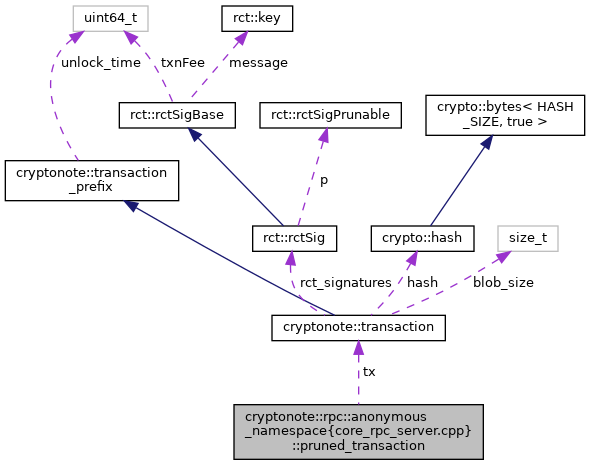 uint64_t
rct::key
unlock_time
txnFee
message
rct::rctSigBase
rct::rctSigPrunable
crypto::bytes< HASH
_SIZE, true >
cryptonote::transaction
_prefix
p
rct::rctSig
crypto::hash
size_t
rct_signatures
hash
blob_size
cryptonote::transaction
tx
cryptonote::rpc::anonymous
_namespace{core_rpc_server.cpp}
::pruned_transaction